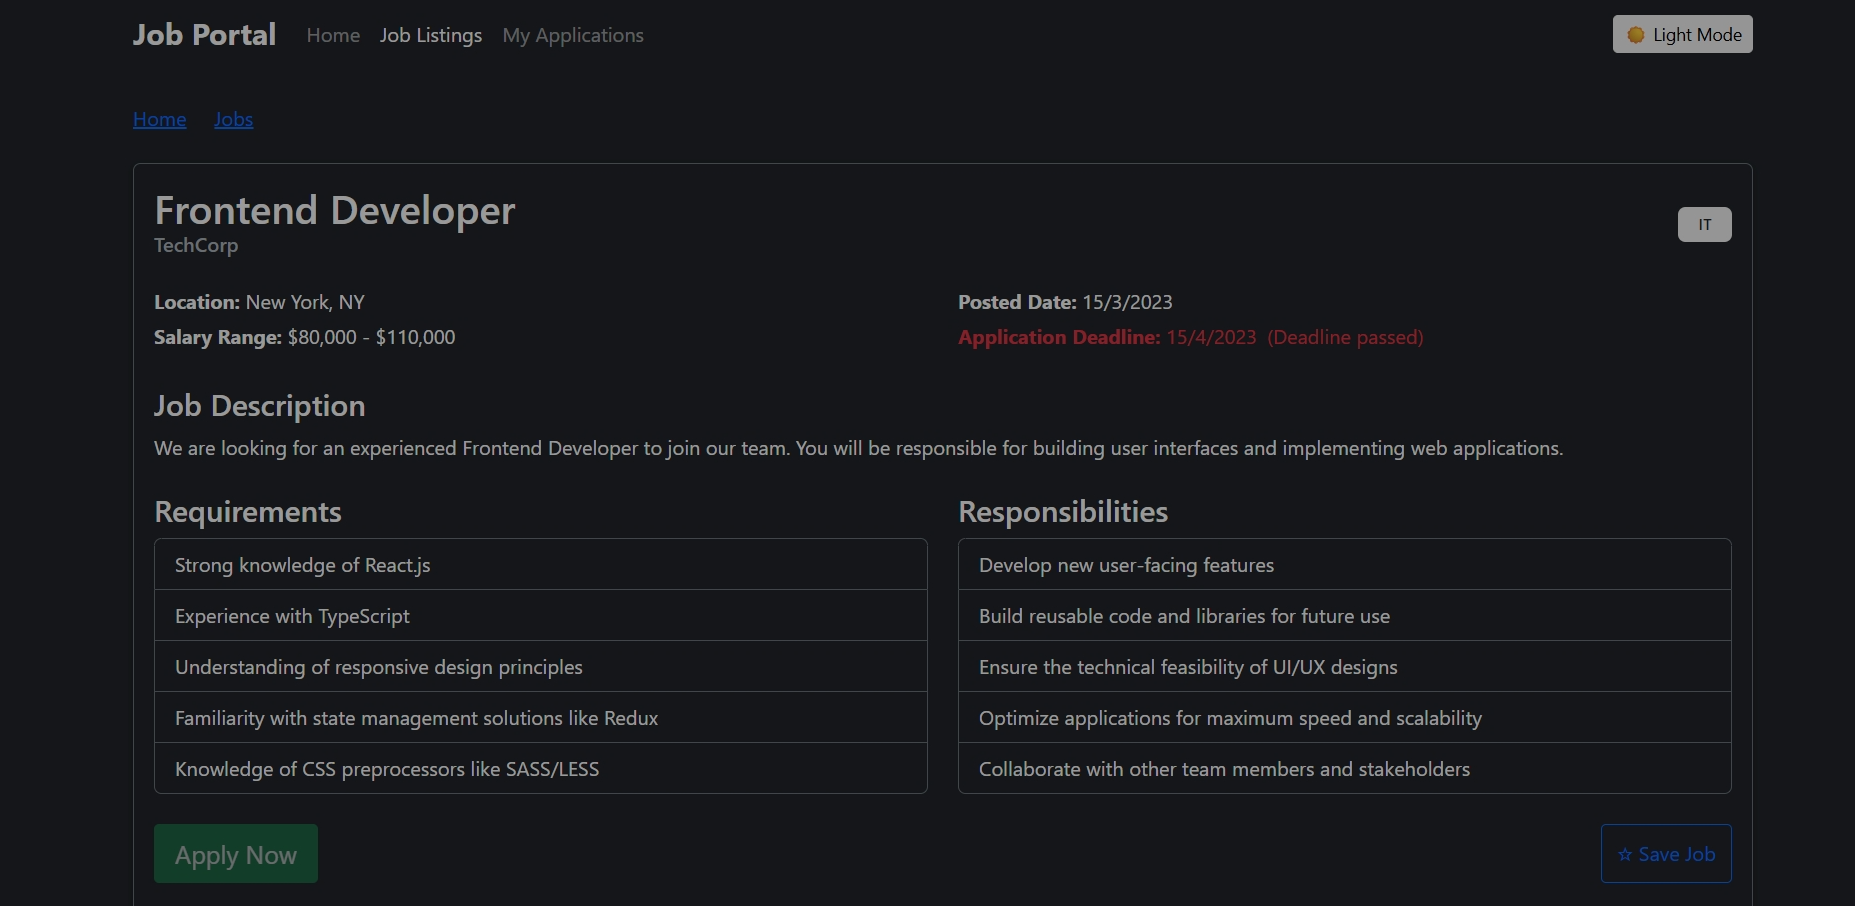 Job Portal Home Job Listings My Applications Light Mode
Home Jobs
Frontend Developer
IT
TechCorp
Location: New York, NY
Posted Date: 15/3/2023
Salary Range: $80,000 - $110,000
Application Deadline: 15/4/2023 (Deadline passed)
Job Description
We are looking for an experienced Frontend Developer to join our team. You will be responsible for building user interfaces and implementing web applications.
Requirements
Strong knowledge of React.js
Experience with TypeScript
Understanding of responsive design principles
Familiarity with state management solutions like Redux
Knowledge of CSS preprocessors like SASS/LESS
Responsibilities
Develop new user-facing features
Build reusable code and libraries for future use
Ensure the technical feasibility of UI/UX designs
Optimize applications for maximum speed and scalability
Collaborate with other team members and stakeholders
Apply Now
☆ Save Job